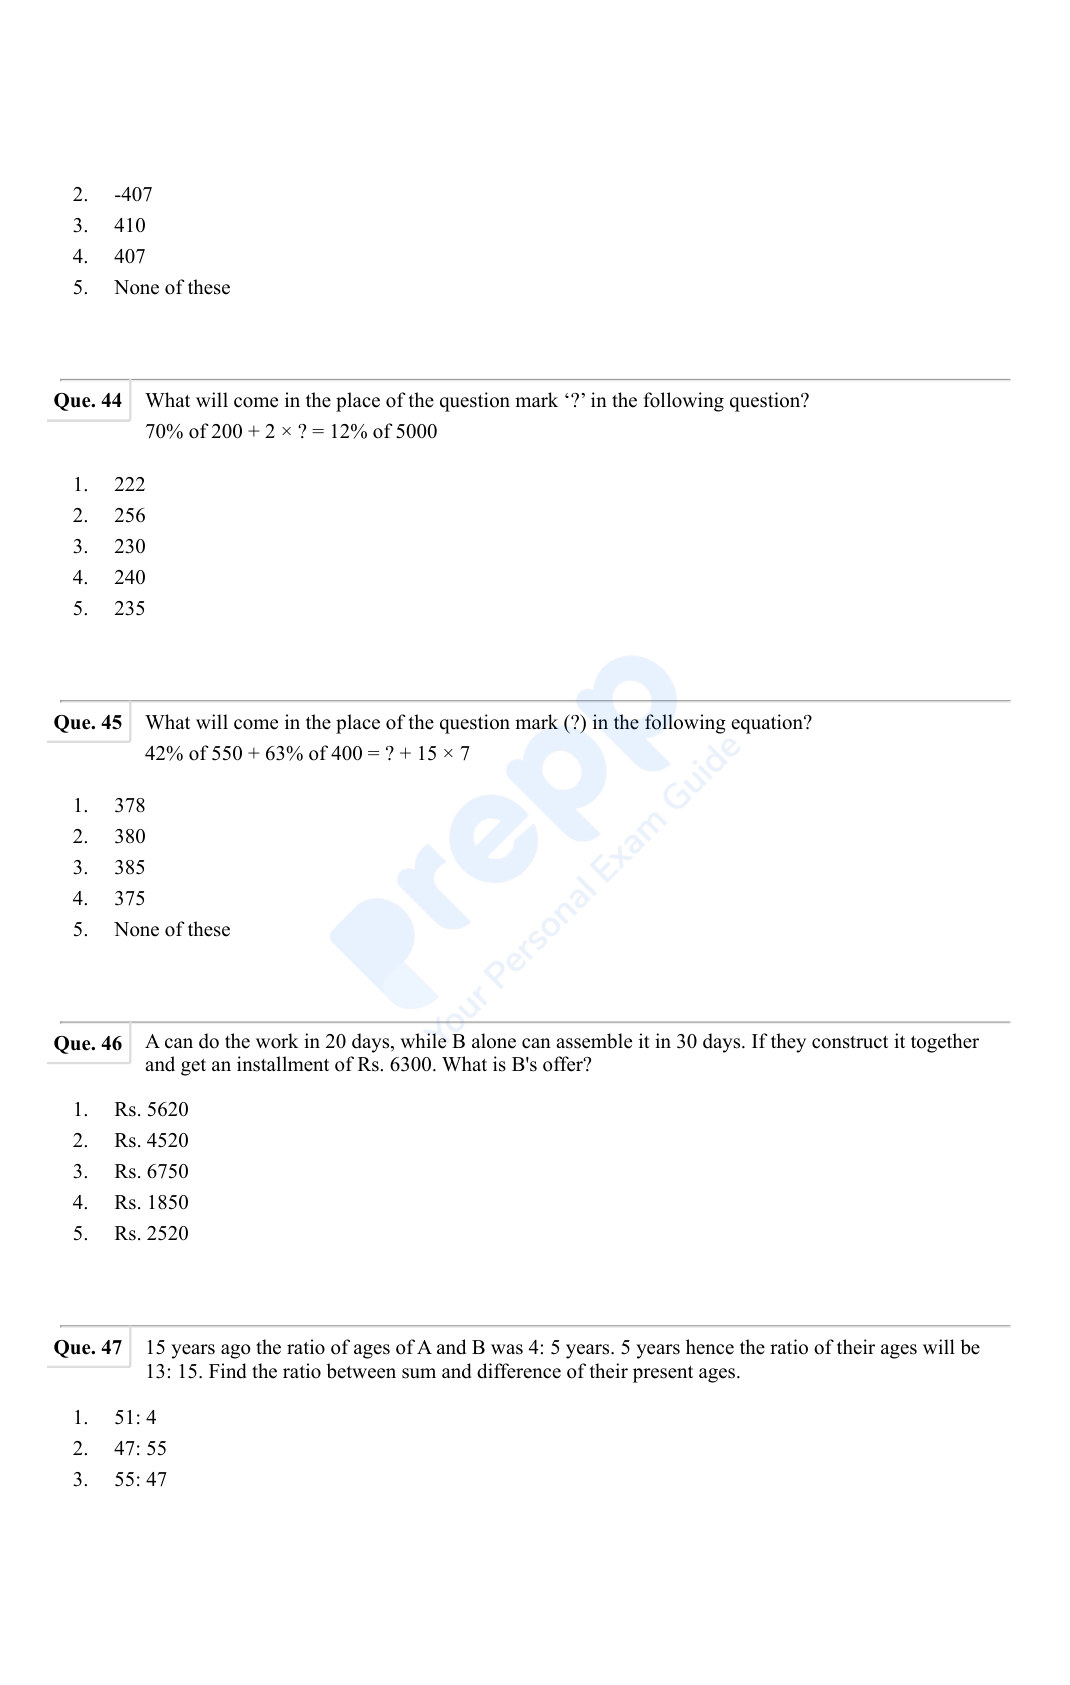 2. -407
3. 410
4. 407
5. None of these
Que. 44 What will come in the place of the question mark ‘?’ in the following question?
70% of 200 + 2 × ? = 12% of 5000
1. 222
2. 256
3. 230
4. 240
5. 235
Que. 45 What will come in the place of the question mark (?) in the following equation?
42% of 550 + 63% of 400 = ? + 15 × 7
1. 378
2. 380
3. 385
4. 375
5. None of these
prepp
Your Personal Exam Guide
Que. 46 A can do the work in 20 days, while B alone can assemble it in 30 days. If they construct it together
and get an installment of Rs. 6300. What is B's offer?
1. Rs. 5620
2. Rs. 4520
3. Rs. 6750
4. Rs. 1850
5. Rs. 2520
Que. 47 15 years ago the ratio of ages of A and B was 4: 5 years. 5 years hence the ratio of their ages will be
13: 15. Find the ratio between sum and difference of their present ages.
1. 51: 4
2. 47: 55
3. 55: 47